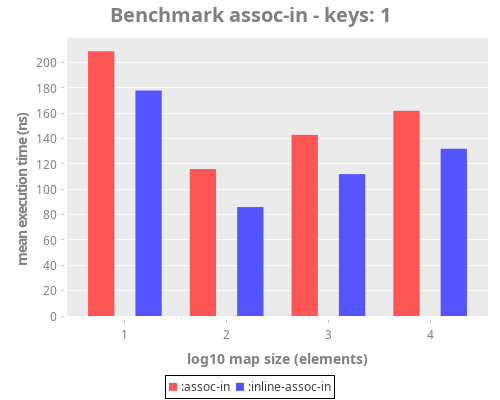 Benchmark assoc-in - keys: 1
mean execution time (ns)
200
180
160
140
120
100
80
60
40
20
0
1 2 3 4
log10 map size (elements)
:assoc-in :inline-assoc-in